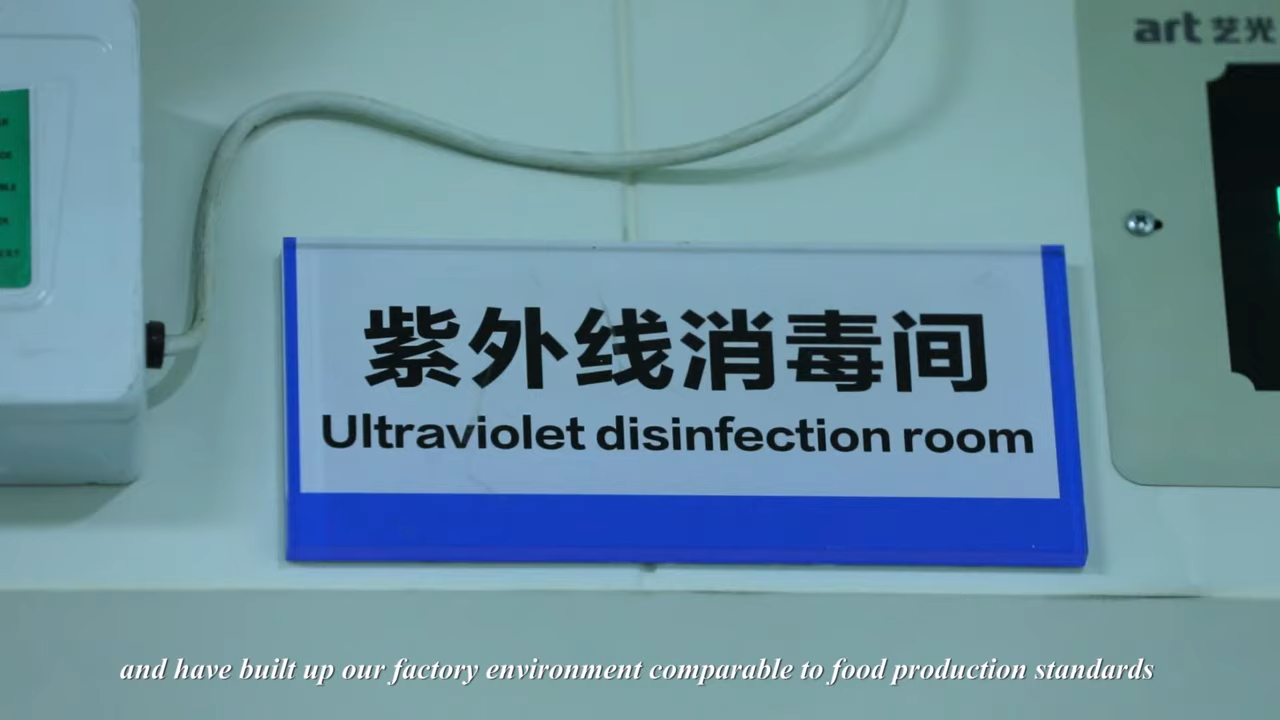 art 艺光
紫外线消毒间
Ultraviolet disinfection room
and have built up our factory environment comparable to food production standards